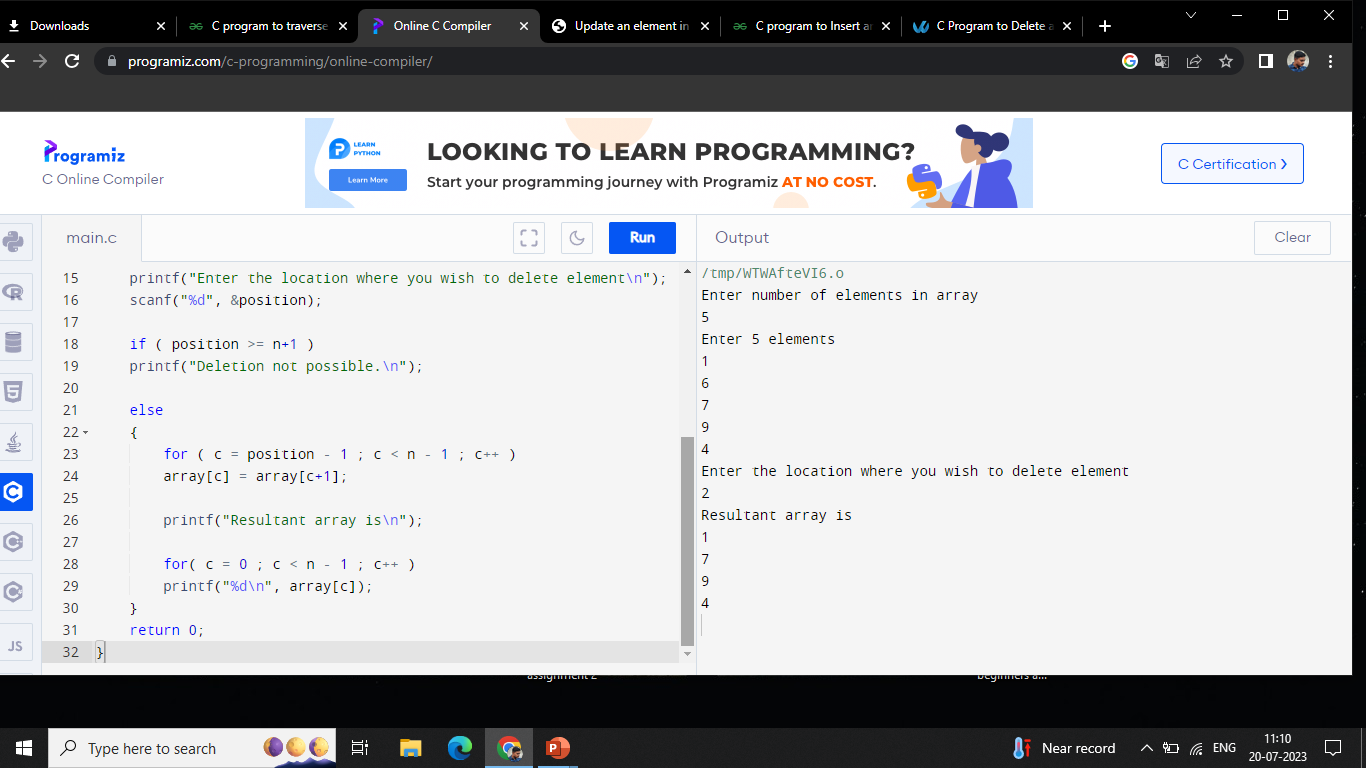 Downloads
C program to traverse
Online C Compiler
Update an element in
C program to Insert ar
C Program to Delete a
programiz.com/c-programming/online-compiler/
Programiz
C Online Compiler
LEARN
PYTHON
Learn More
LOOKING TO LEARN PROGRAMMING?
Start your programming journey with Programiz AT NO COST.
C Certification >
main.c
Run
Output
Clear
15 printf("Enter the location where you wish to delete element\n");
16 scanf("%d", &position);
17
18 if ( position >= n+1 )
19 printf("Deletion not possible.\n");
20
21 else
22 {
23 for ( c = position - 1 ; c < n - 1 ; c++ )
24 array[c] = array[c+1];
25
26 printf("Resultant array is\n");
27
28 for( c = 0 ; c < n - 1 ; c++ )
29 printf("%d\n", array[c]);
30 }
31 return 0;
32 }
/tmp/WTWAfteVI6.o
Enter number of elements in array
5
Enter 5 elements
1
6
7
9
4
Enter the location where you wish to delete element
2
Resultant array is
1
7
9
4
JS
assignment 2
beginners a...
Type here to search
Near record
ENG
11:10
20-07-2023